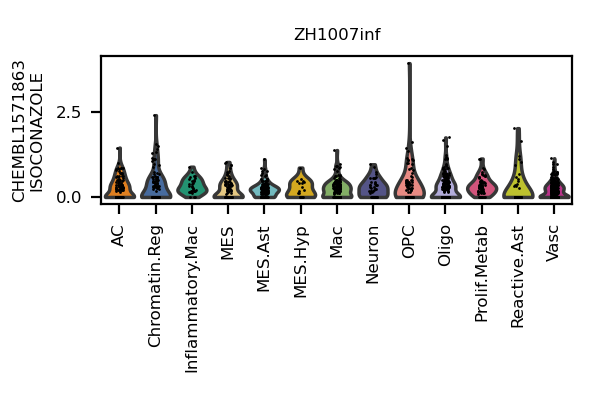 ZH1007inf
CHEMBL1571863
ISOCONAZOLE
2.5
0.0
AC
Chromatin.Reg
Inflammatory.Mac
MES
MES.Ast
MES.Hyp
Mac
Neuron
OPC
Oligo
Prolif.Metab
Reactive.Ast
Vasc